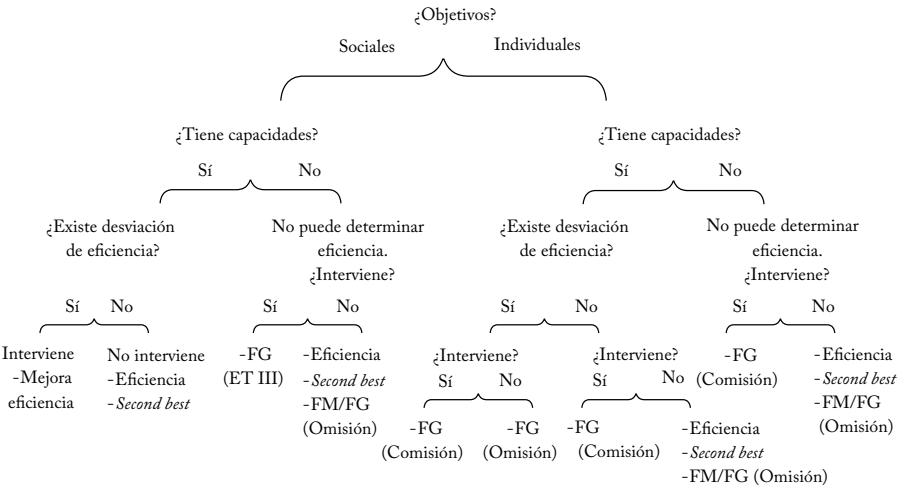 ¿Objetivos?
Sociales Individuales
¿Tiene capacidades? ¿Tiene capacidades?
Sí No Sí No
¿Existe desviación
de eficiencia?
No puede determinar
eficiencia.
¿Interviene?
¿Existe desviación
de eficiencia?
No puede determinar
eficiencia.
¿Interviene?
Sí No Sí No Sí No Sí No
Interviene
-Mejora
eficiencia
No interviene
-Eficiencia
-Second best
-FG
(ET III)
-Eficiencia
-Second best
-FM/FG
(Omisión)
¿Interviene?
Sí No
-FG
(Comisión)
-FG
(Omisión)
¿Interviene?
Sí No
-FG
(Comisión)
-Eficiencia
-Second best
-FM/FG (Omisión)
-FG
(Comisión)
-Eficiencia
-Second best
-FM/FG
(Omisión)